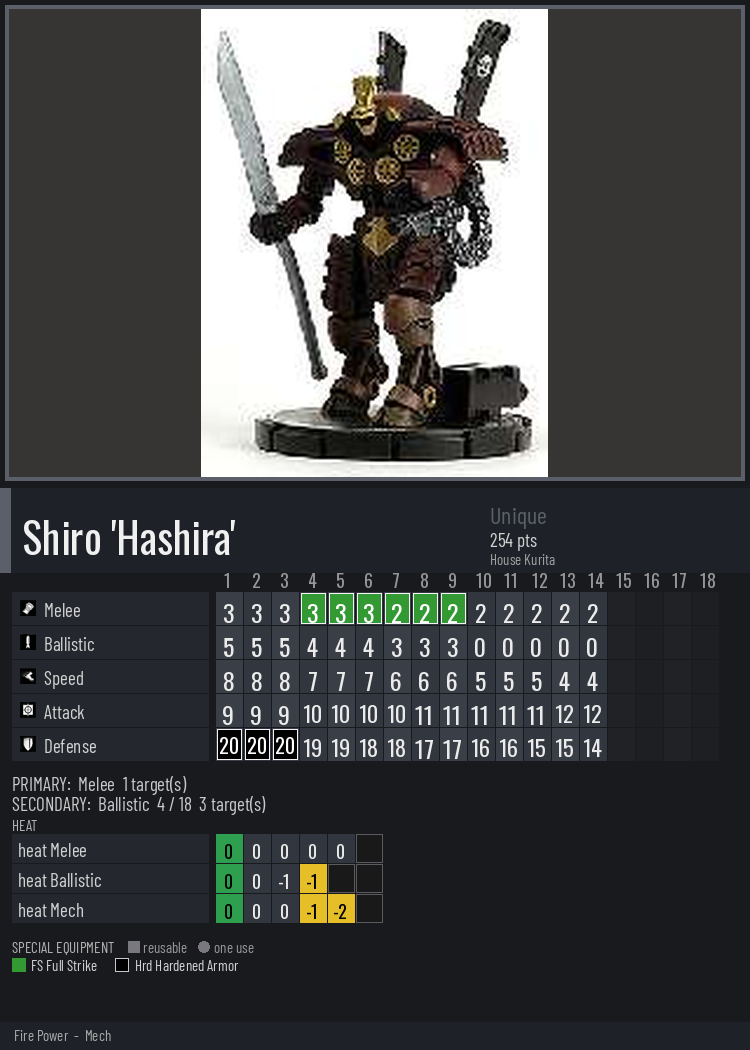 Shiro 'Hashira'
Unique
254 pts
House Kurita
1 2 3 4 5 6 7 8 9 10 11 12 13 14 15 16 17 18
Melee 3 3 3 3 3 3 2 2 2 2 2 2 2 2
Ballistic 5 5 5 4 4 4 3 3 3 0 0 0 0 0
Speed 8 8 8 7 7 7 6 6 6 5 5 5 4 4
Attack 9 9 9 10 10 10 10 11 11 11 11 11 12 12
Defense 20 20 20 19 19 18 18 17 17 16 16 15 15 14
PRIMARY: Melee 1 target(s)
SECONDARY: Ballistic 4 / 18 3 target(s)
HEAT
heat Melee 0 0 0 0 0
heat Ballistic 0 0 -1 -1
heat Mech 0 0 0 -1 -2
SPECIAL EQUIPMENT reusable one use
FS Full Strike Hrd Hardened Armor
Fire Power - Mech